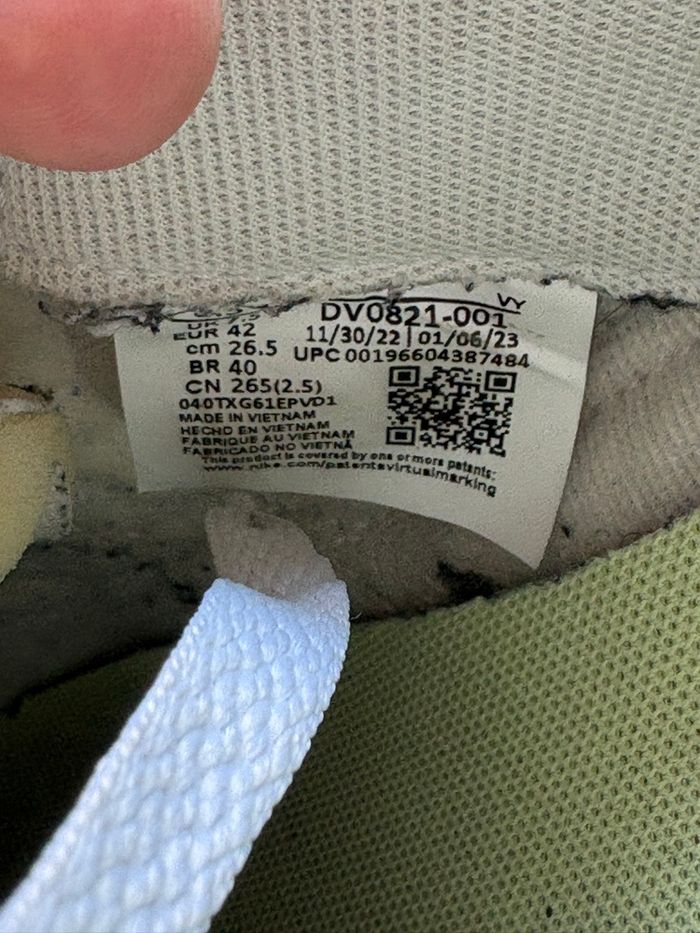 VY
DV0821-001
EUR 42
11/30/22 | 01/06/23
cm 26.5
UPC 00196604387484
BR 40
CN 265(2.5)
040TXG61EPVD1
MADE IN VIETNAM
HECHO EN VIETNAM
FABRIQUE AU VIETNAM
FABRICADO NO VIETNÃ
This product is covered by one or more patents:
www.nike.com/patentsvirtualmarking